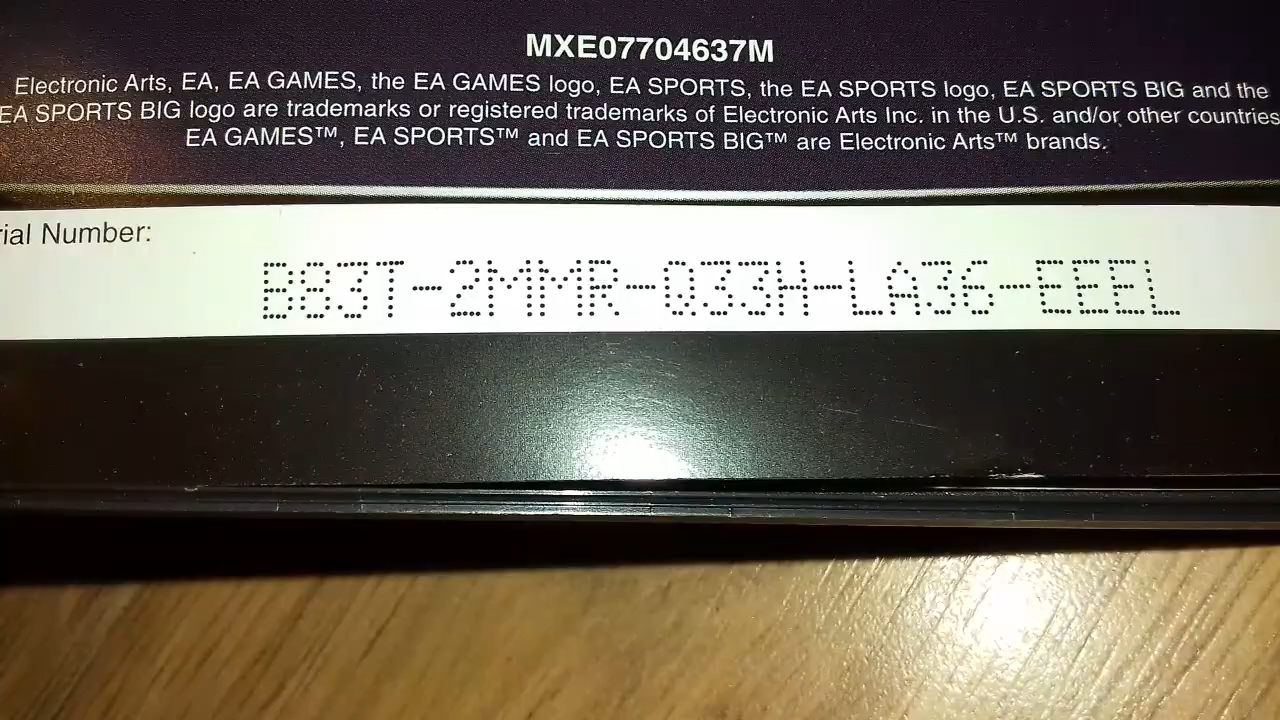 MXE07704637M
Electronic Arts, EA, EA GAMES, the EA GAMES logo, EA SPORTS, the EA SPORTS logo, EA SPORTS BIG and the
EA SPORTS BIG logo are trademarks or registered trademarks of Electronic Arts Inc. in the U.S. and/or other countries
EA GAMES™, EA SPORTS™ and EA SPORTS BIG™ are Electronic Arts™ brands.
rial Number:
B83T-2MMR-Q33H-LA36-EEEL